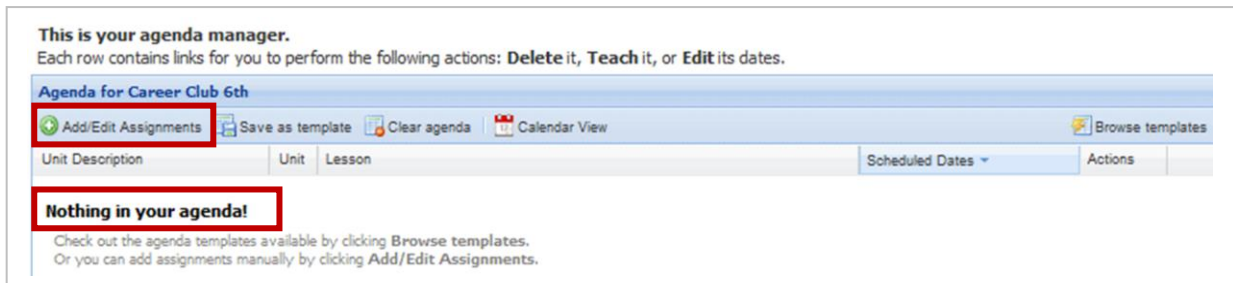 This is your agenda manager.
Each row contains links for you to perform the following actions: Delete it, Teach it, or Edit its dates.
Agenda for Career Club 6th
Add/Edit Assignments Save as template Clear agenda Calendar View Browse templates
Unit Description Unit Lesson Scheduled Dates Actions
Nothing in your agenda!
Check out the agenda templates available by clicking Browse templates.
Or you can add assignments manually by clicking Add/Edit Assignments.